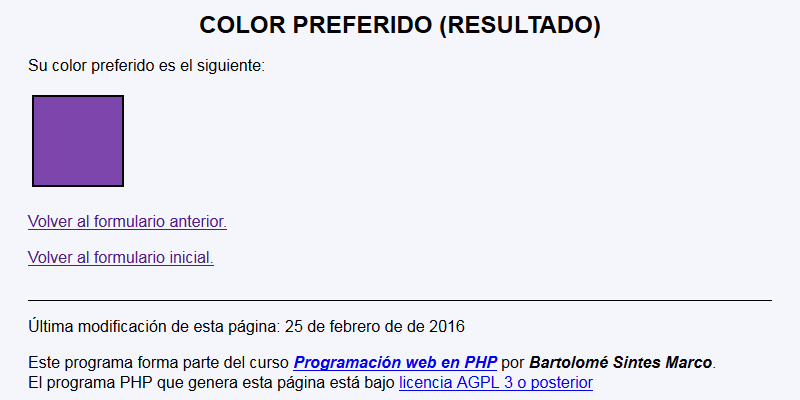 COLOR PREFERIDO (RESULTADO)
Su color preferido es el siguiente:
Volver al formulario anterior.
Volver al formulario inicial.
Última modificación de esta página: 25 de febrero de de 2016
Este programa forma parte del curso Programación web en PHP por Bartolomé Sintes Marco.
El programa PHP que genera esta página está bajo licencia AGPL 3 o posterior